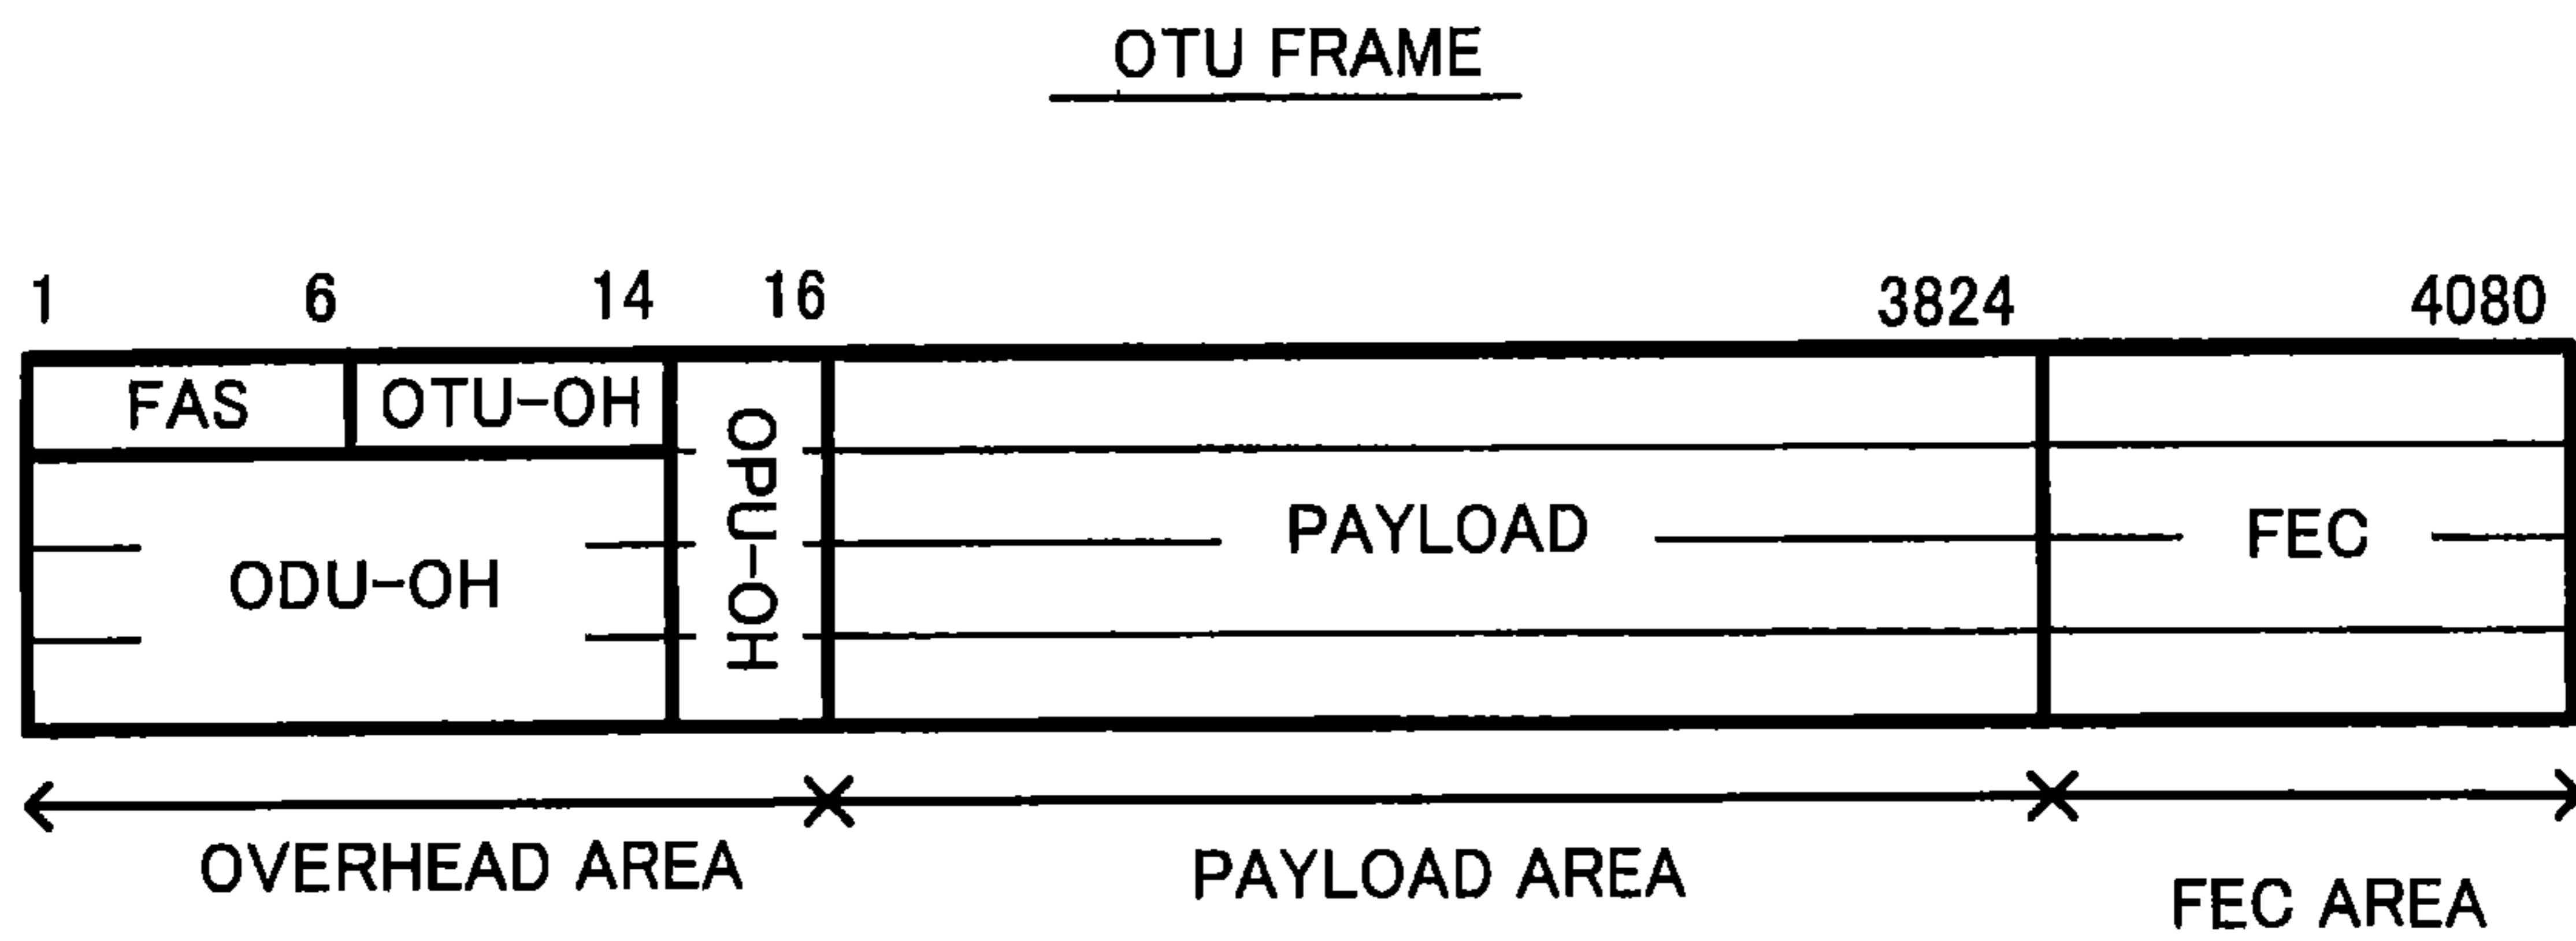 OTU FRAME
1 6 14 16 3824 4080
FAS OTU-OH
OPU-OH
ODU-OH
PAYLOAD
FEC
OVERHEAD AREA
PAYLOAD AREA
FEC AREA